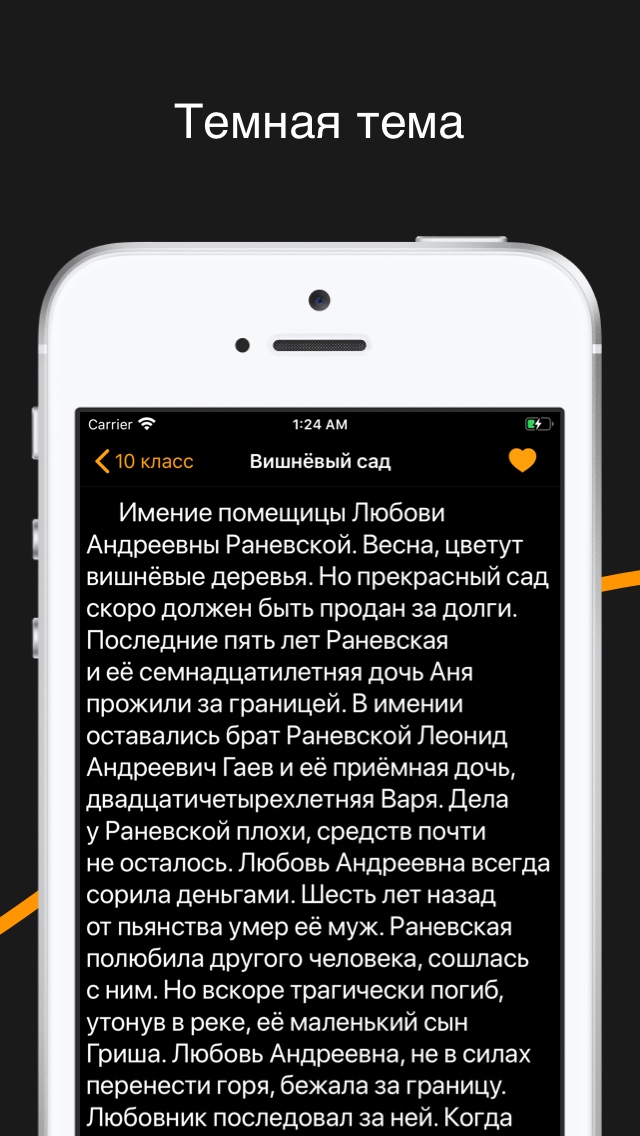 Темная тема
Carrier 1:24 AM
10 класс Вишнёвый сад
Имение помещицы Любови
Андреевны Раневской. Весна, цветут
вишнёвые деревья. Но прекрасный сад
скоро должен быть продан за долги.
Последние пять лет Раневская
и её семнадцатилетняя дочь Аня
прожили за границей. В имении
оставались брат Раневской Леонид
Андреевич Гаев и её приёмная дочь,
двадцатичетырехлетняя Варя. Дела
у Раневской плохи, средств почти
не осталось. Любовь Андреевна всегда
сорила деньгами. Шесть лет назад
от пьянства умер её муж. Раневская
полюбила другого человека, сошлась
с ним. Но вскоре трагически погиб,
утонув в реке, её маленький сын
Гриша. Любовь Андреевна, не в силах
перенести горя, бежала за границу.
Любовник последовал за ней. Когда